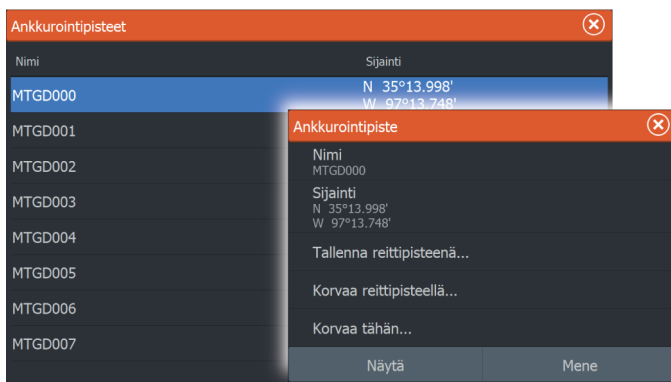 Ankkurointipisteet
Nimi Sijainti
MTGD000 N 35°13.998'
W 97°13.748'
MTGD001
MTGD002
MTGD003
MTGD004
MTGD005
MTGD006
MTGD007
Ankkurointipiste
Nimi
MTGD000
Sijainti
N 35°13.998'
W 97°13.748'
Tallenna reittipisteenä...
Korvaa reittipisteellä...
Korvaa tähän...
Näytä Mene